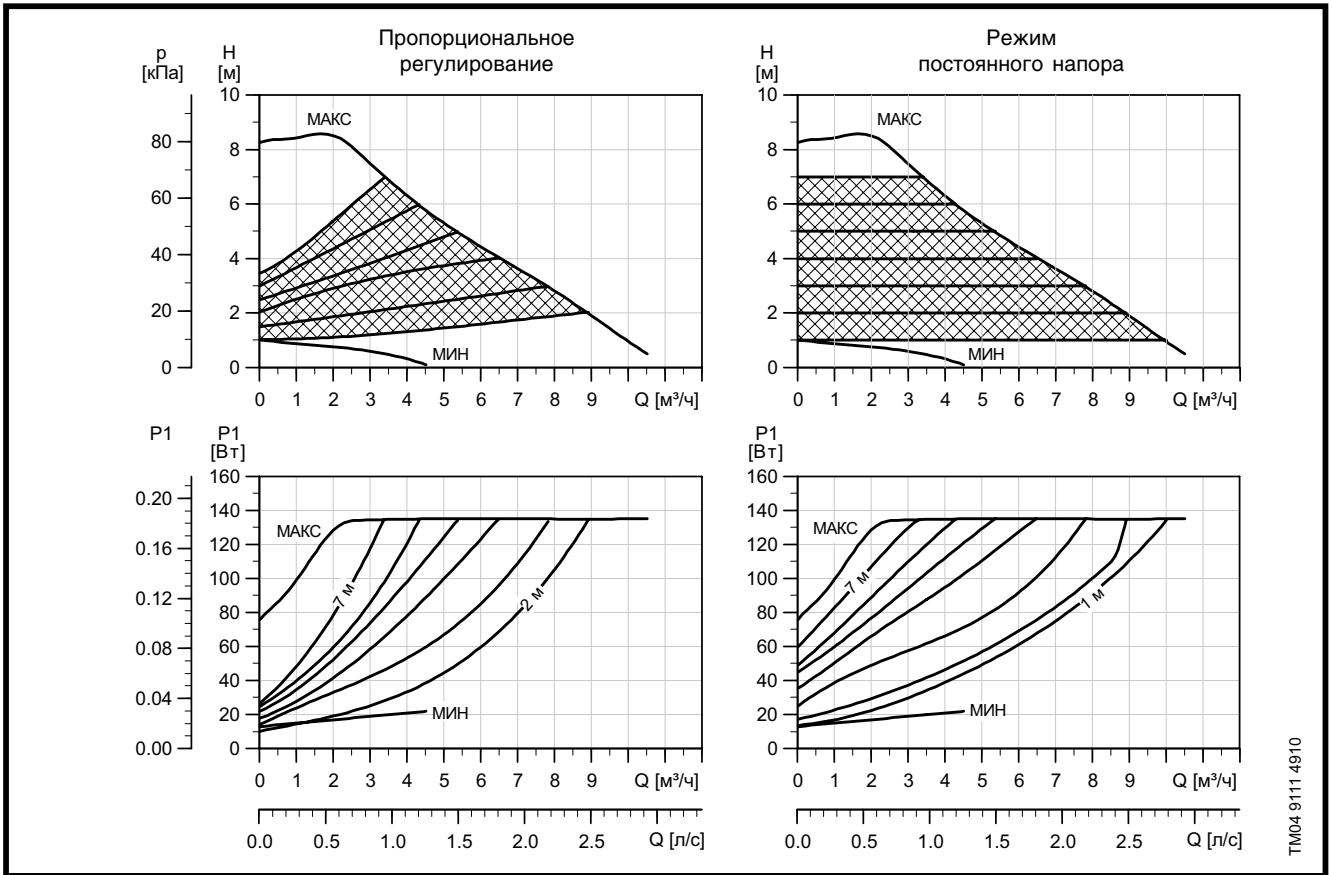 Пропорциональное
регулирование
p
[кПа]
H
[м]
10
8
6
4
2
0
80
60
40
20
0
МАКС
МИН
0 1 2 3 4 5 6 7 8 9 Q [м³/ч]
Режим
постоянного напора
H
[м]
10
8
6
4
2
0
МАКС
МИН
0 1 2 3 4 5 6 7 8 9 Q [м³/ч]
P1
P1
[Вт]
0.20
0.16
0.12
0.08
0.04
0.00
160
140
120
100
80
60
40
20
0
МАКС
7 м
2 м
МИН
0 1 2 3 4 5 6 7 8 9 Q [м³/ч]
0.0 0.5 1.0 1.5 2.0 2.5 Q [л/с]
P1
[Вт]
160
140
120
100
80
60
40
20
0
МАКС
7 м
1 м
МИН
0 1 2 3 4 5 6 7 8 9 Q [м³/ч]
0.0 0.5 1.0 1.5 2.0 2.5 Q [л/с]
TM04 9111 4910